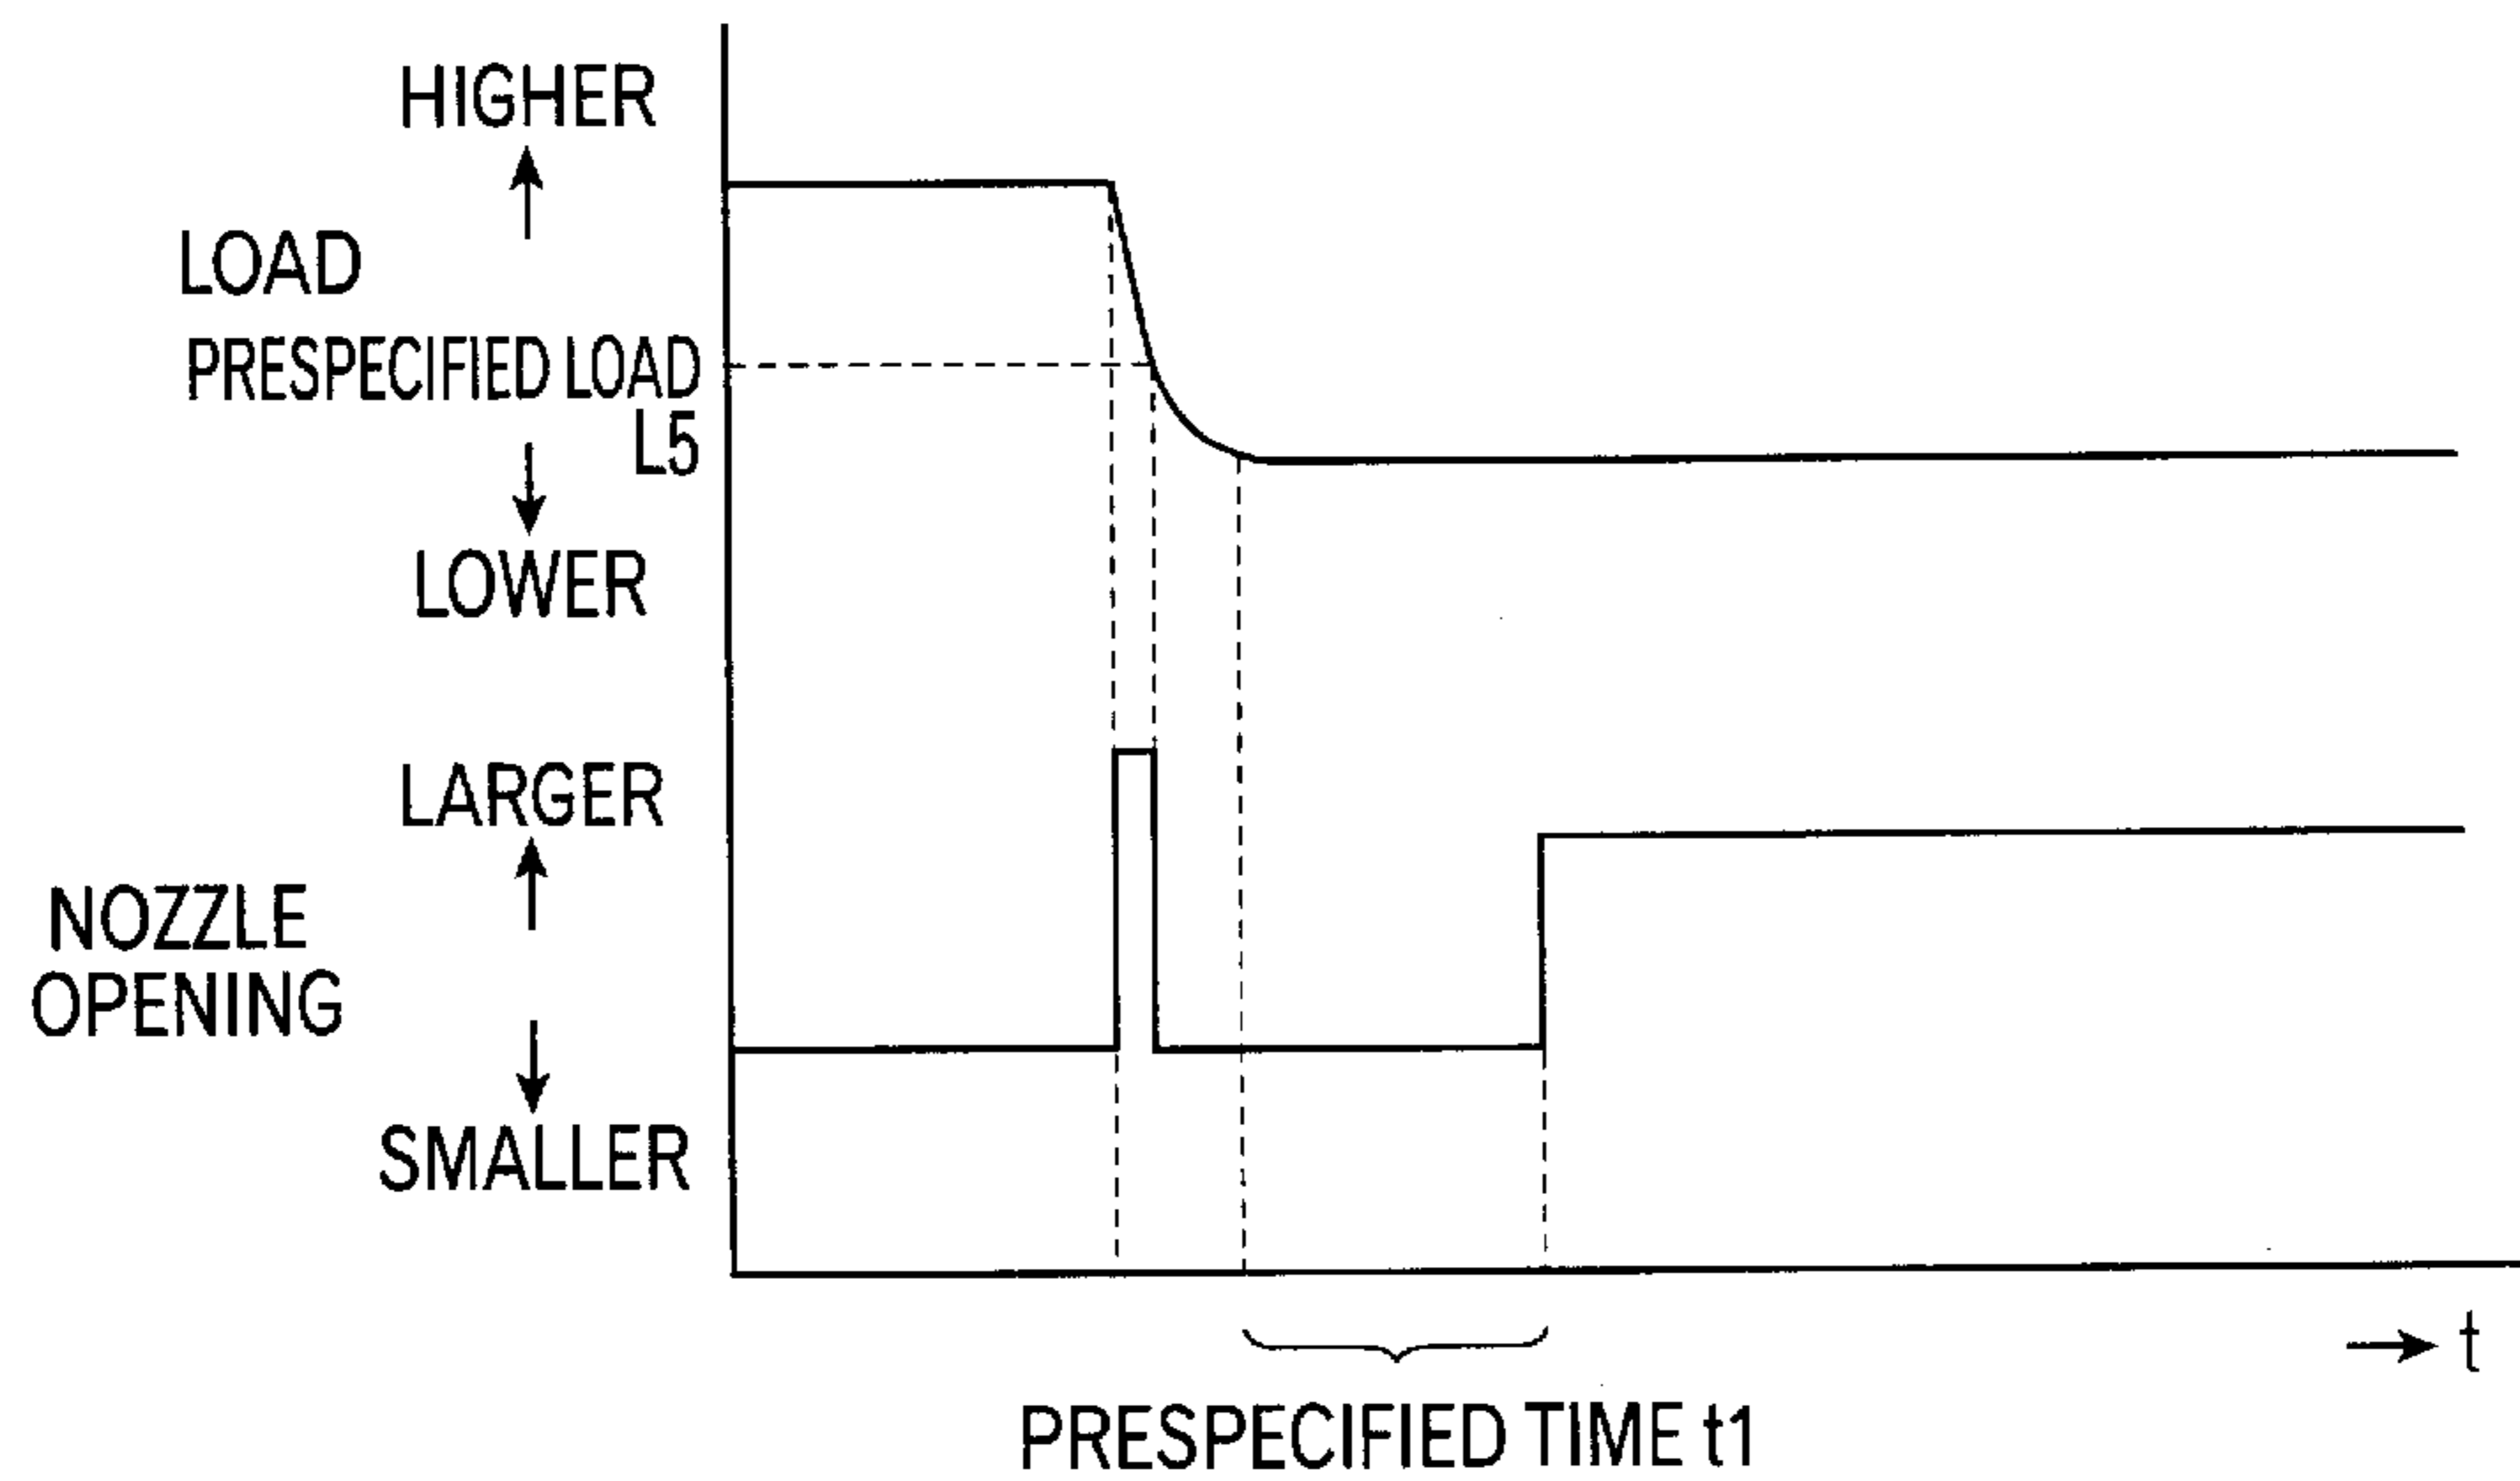 HIGHER
LOAD
PRESPECIFIED LOAD
L5
LOWER
LARGER
NOZZLE
OPENING
SMALLER
t
PRESPECIFIED TIME t1